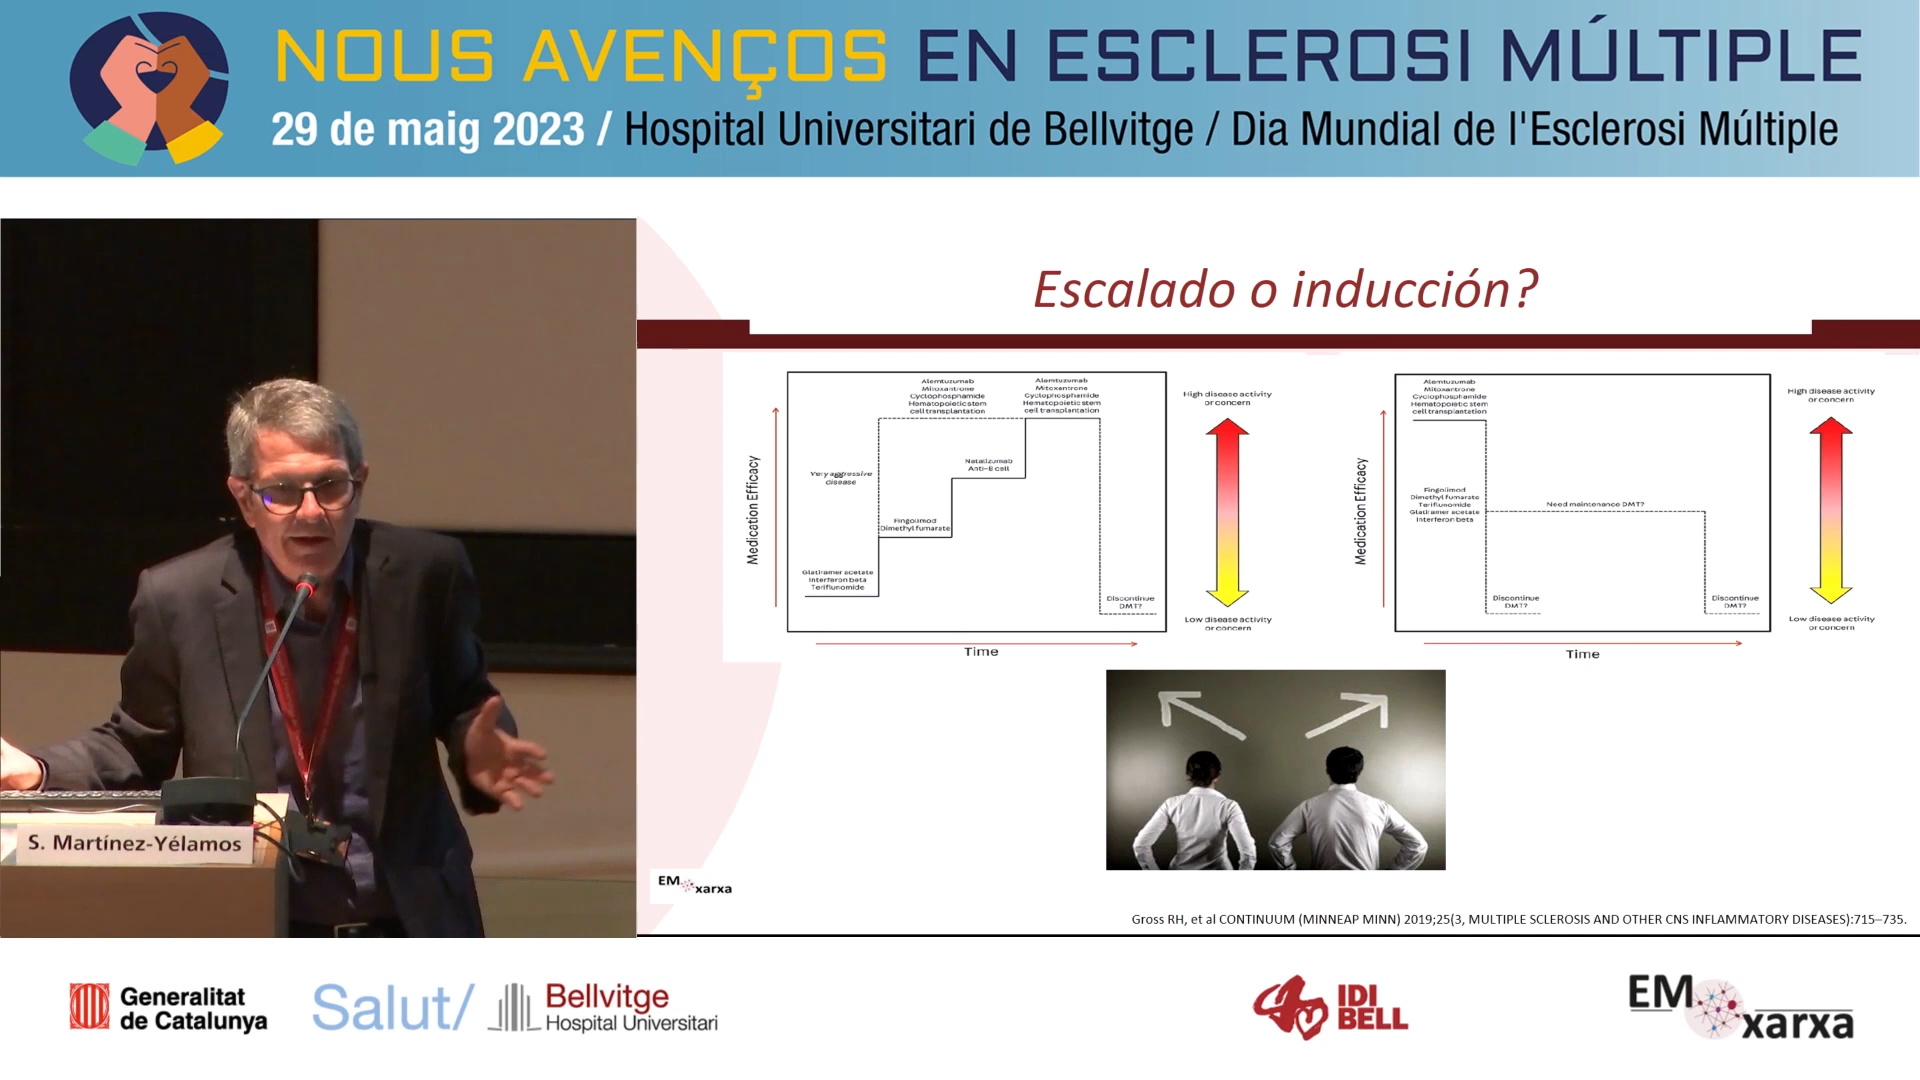 NOUS AVENÇOS EN ESCLEROSI MÚLTIPLE
29 de maig 2023 / Hospital Universitari de Bellvitge / Dia Mundial de l'Esclerosi Múltiple
S. Martínez-Yélamos
Escalado o inducción?
Medication Efficacy
Alemtuzumab
Mitoxantrone
Cyclophosphamide
Hematopoietic stem
cell transplantation
Alemtuzumab
Mitoxantrone
Cyclophosphamide
Hematopoietic stem
cell transplantation
Very aggressive
disease
Natalizumab
Anti-B cell
Fingolimod
Dimethyl fumarate
Glatiramer acetate
Interferon beta
Teriflunomide
Discontinue
DMT?
Time
High disease activity
or concern
Low disease activity
or concern
Medication Efficacy
Alemtuzumab
Mitoxantrone
Cyclophosphamide
Hematopoietic stem
cell transplantation
Fingolimod
Dimethyl fumarate
Teriflunomide
Glatiramer acetate
Interferon beta
Need maintenance DMT?
Discontinue
DMT?
Discontinue
DMT?
Time
High disease activity
or concern
Low disease activity
or concern
EM
xarxa
Gross RH, et al CONTINUUM (MINNEAP MINN) 2019;25(3, MULTIPLE SCLEROSIS AND OTHER CNS INFLAMMATORY DISEASES):715–735.
Generalitat
de Catalunya
Salut/
Bellvitge
Hospital Universitari
IDI
BELL
EM
xarxa